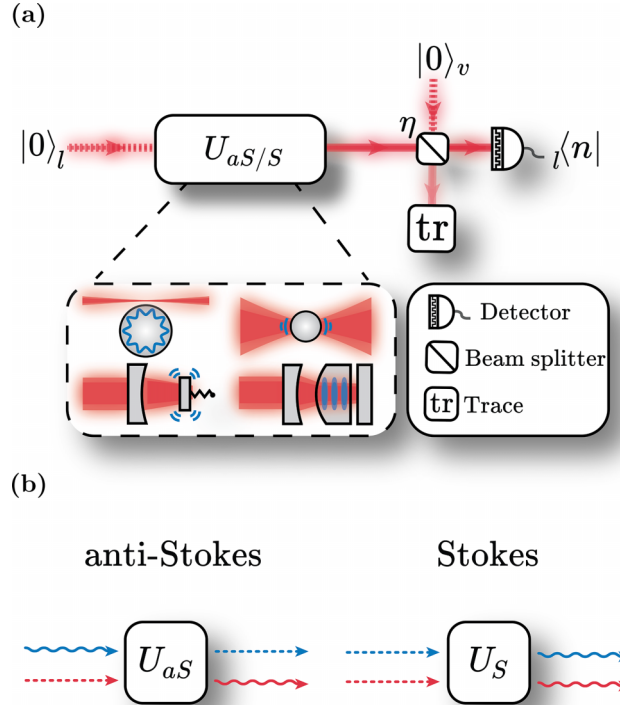 (a)
|0⟩_v
|0⟩_l
U_{aS/S}
η
_l⟨n|
tr
Detector
Beam splitter
tr Trace
(b)
anti-Stokes Stokes
U_{aS} U_S